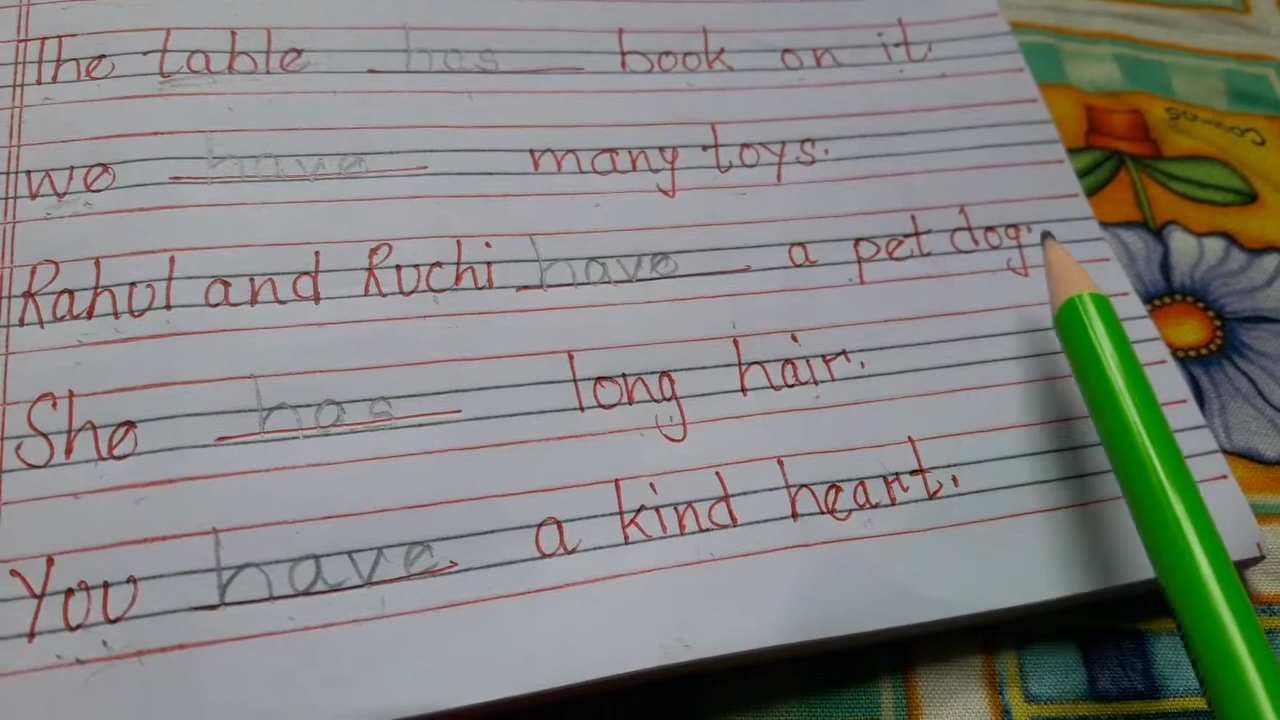 The table has book on it
we have many toys.
Rahul and Ruchi have a pet dog.
She has long hair.
You have a kind heart.